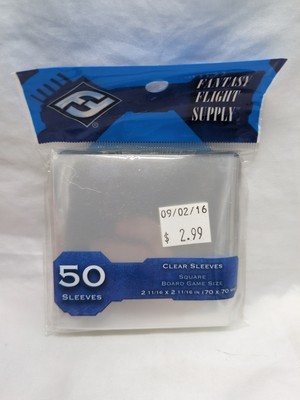 FANTASY
FLIGHT
SUPPLY
09/02/16
$ 2.99
50
SLEEVES
CLEAR SLEEVES
SQUARE
BOARD GAME SIZE
2 11/16 x 2 11/16 IN (70 x 70